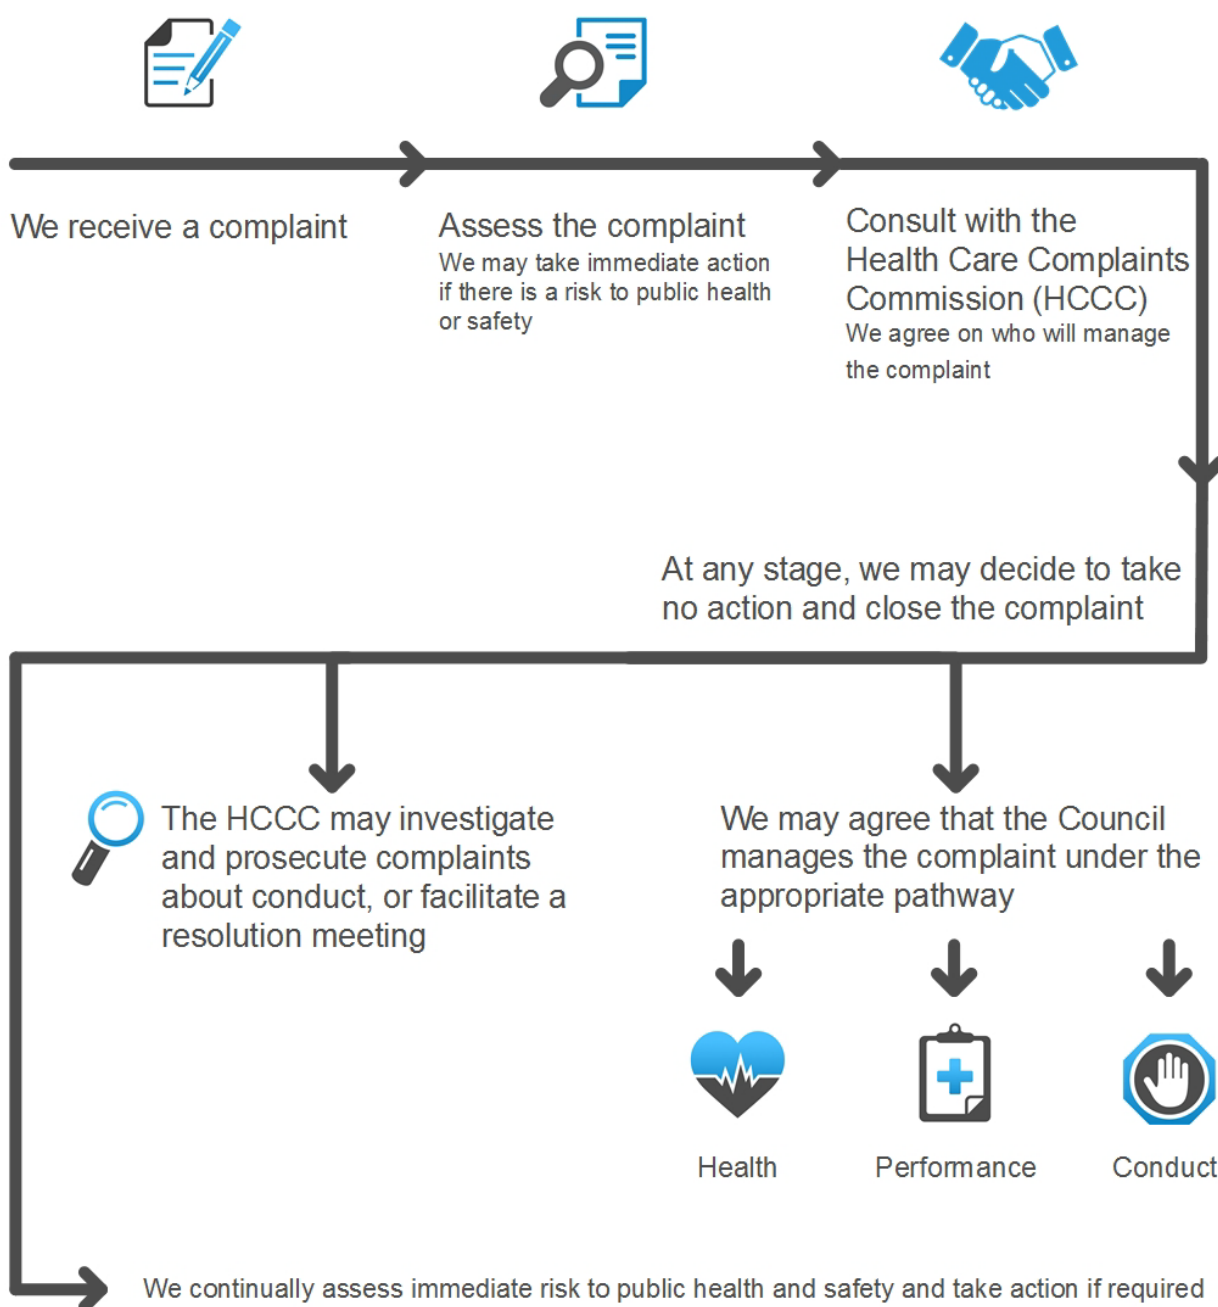 We receive a complaint
Assess the complaint
We may take immediate action
if there is a risk to public health
or safety
Consult with the
Health Care Complaints
Commission (HCCC)
We agree on who will manage
the complaint
At any stage, we may decide to take
no action and close the complaint
The HCCC may investigate
and prosecute complaints
about conduct, or facilitate a
resolution meeting
We may agree that the Council
manages the complaint under the
appropriate pathway
Health
Performance
Conduct
We continually assess immediate risk to public health and safety and take action if required